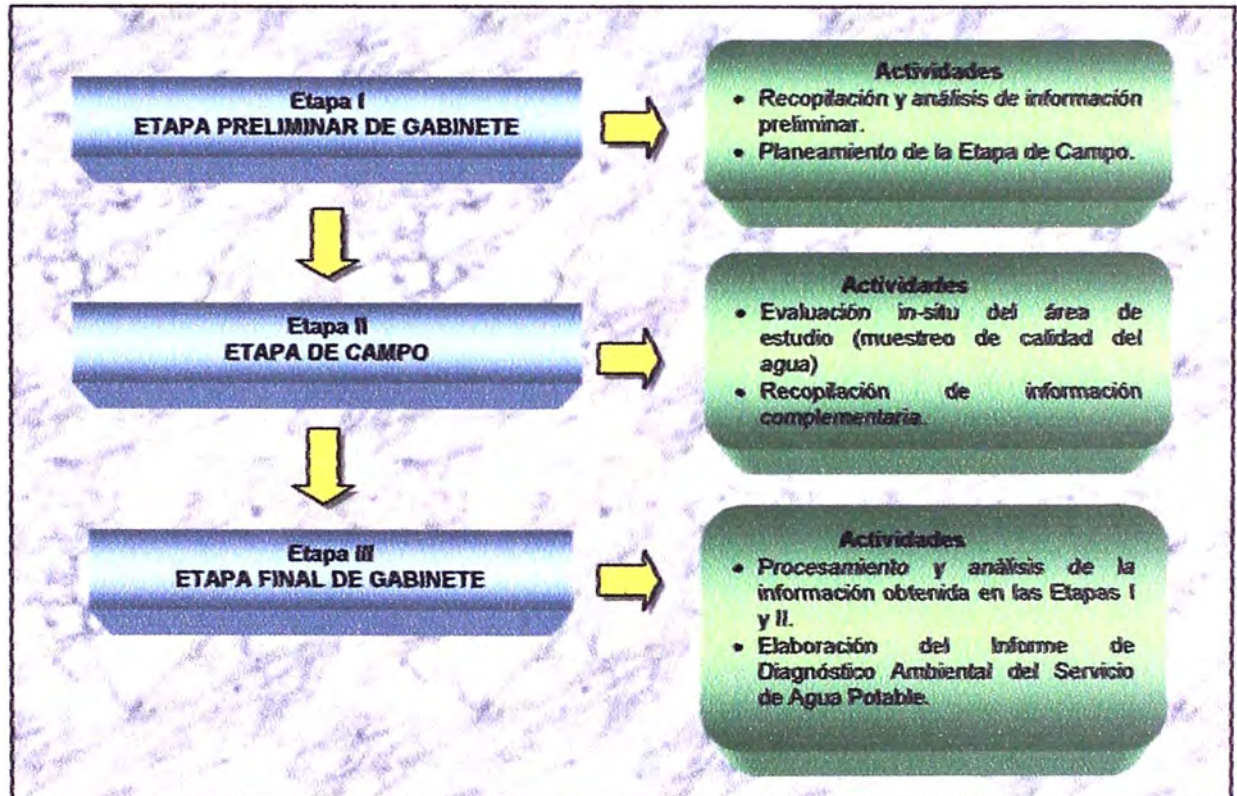 Etapa I
ETAPA PRELIMINAR DE GABINETE
Actividades
• Recopilación y análisis de información
preliminar.
• Planeamiento de la Etapa de Campo.
Etapa II
ETAPA DE CAMPO
Actividades
• Evaluación in-situ del área de
estudio (muestreo de calidad del
agua)
• Recopilación de información
complementaria.
Etapa III
ETAPA FINAL DE GABINETE
Actividades
• Procesamiento y análisis de la
información obtenida en las Etapas I
y II.
• Elaboración del Informe de
Diagnóstico Ambiental del Servicio
de Agua Potable.